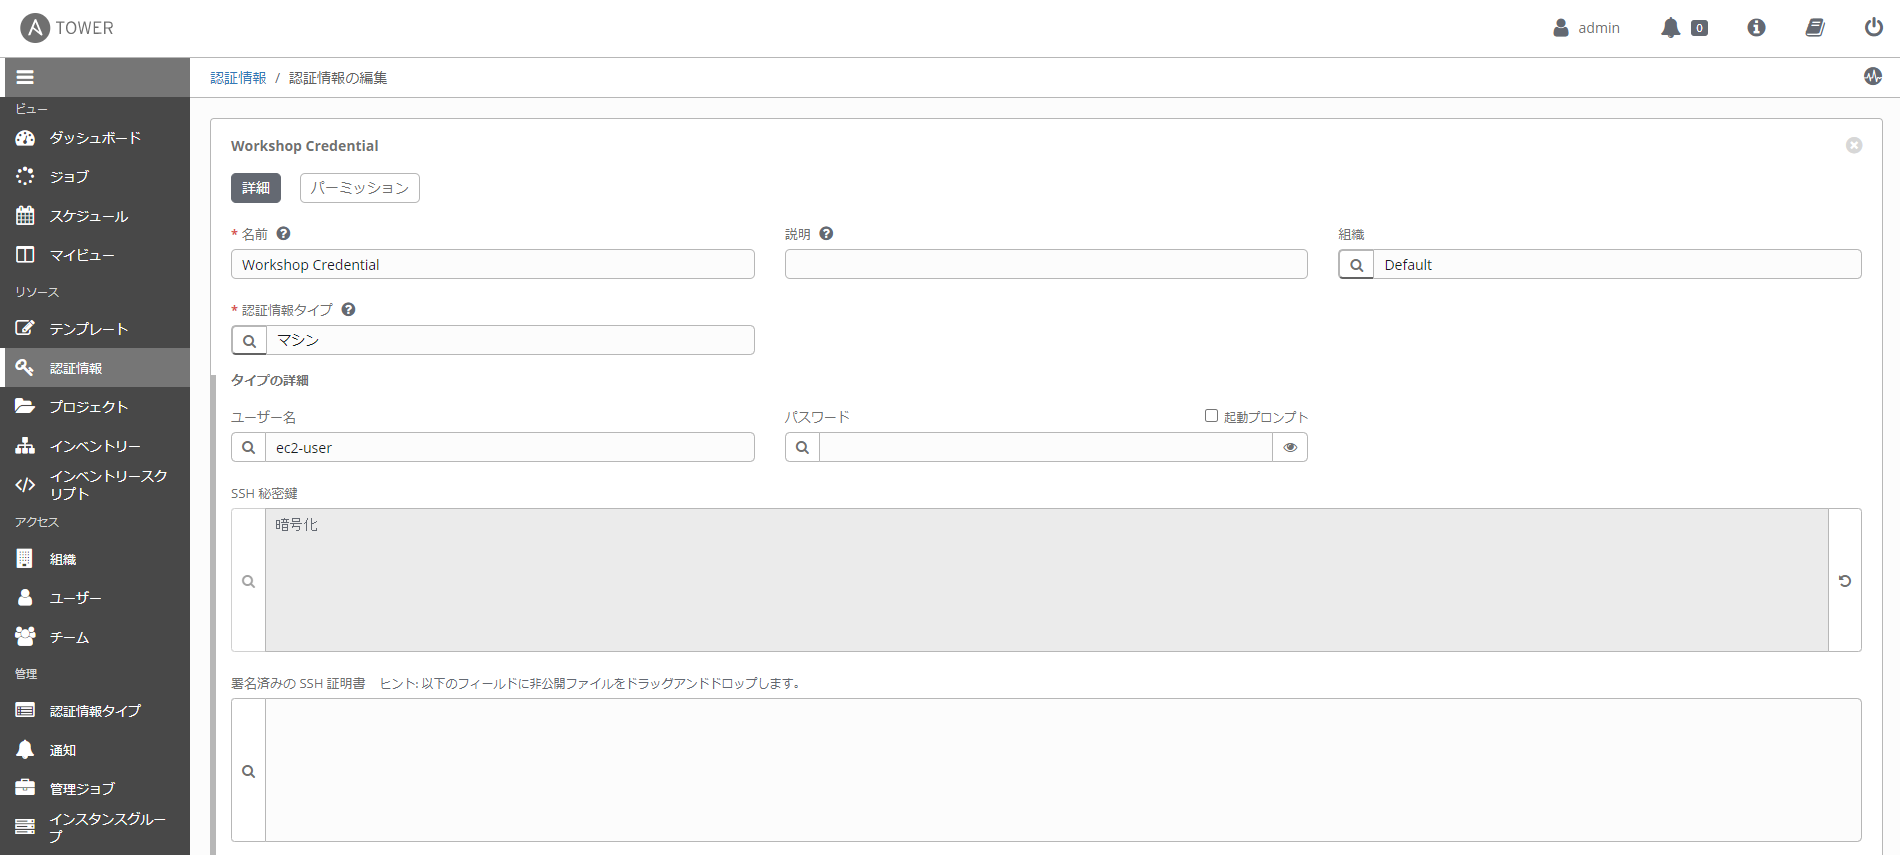 TOWER
admin
0
認証情報 / 認証情報の編集
ビュー
ダッシュボード
ジョブ
スケジュール
マイビュー
リソース
テンプレート
認証情報
プロジェクト
インベントリー
インベントリースク
リプト
アクセス
組織
ユーザー
チーム
管理
認証情報タイプ
通知
管理ジョブ
インスタンスグルー
プ
Workshop Credential
詳細
パーミッション
* 名前
説明
組織
Workshop Credential
Default
* 認証情報タイプ
マシン
タイプの詳細
ユーザー名
パスワード
起動プロンプト
ec2-user
SSH 秘密鍵
暗号化
署名済みの SSH 証明書 ヒント: 以下のフィールドに非公開ファイルをドラッグアンドドロップします。